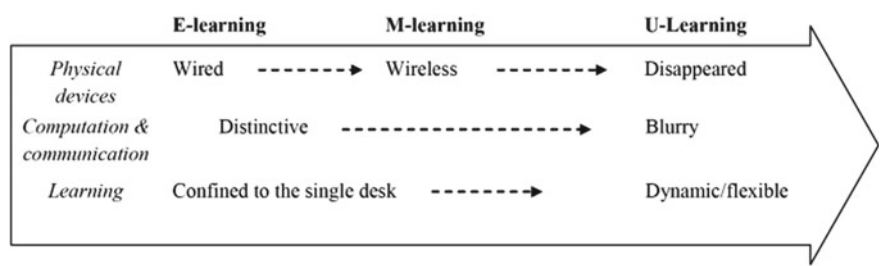 E-learning M-learning U-Learning
Physical devices Wired Wireless Disappeared
Computation & communication Distinctive Blurry
Learning Confined to the single desk Dynamic/flexible